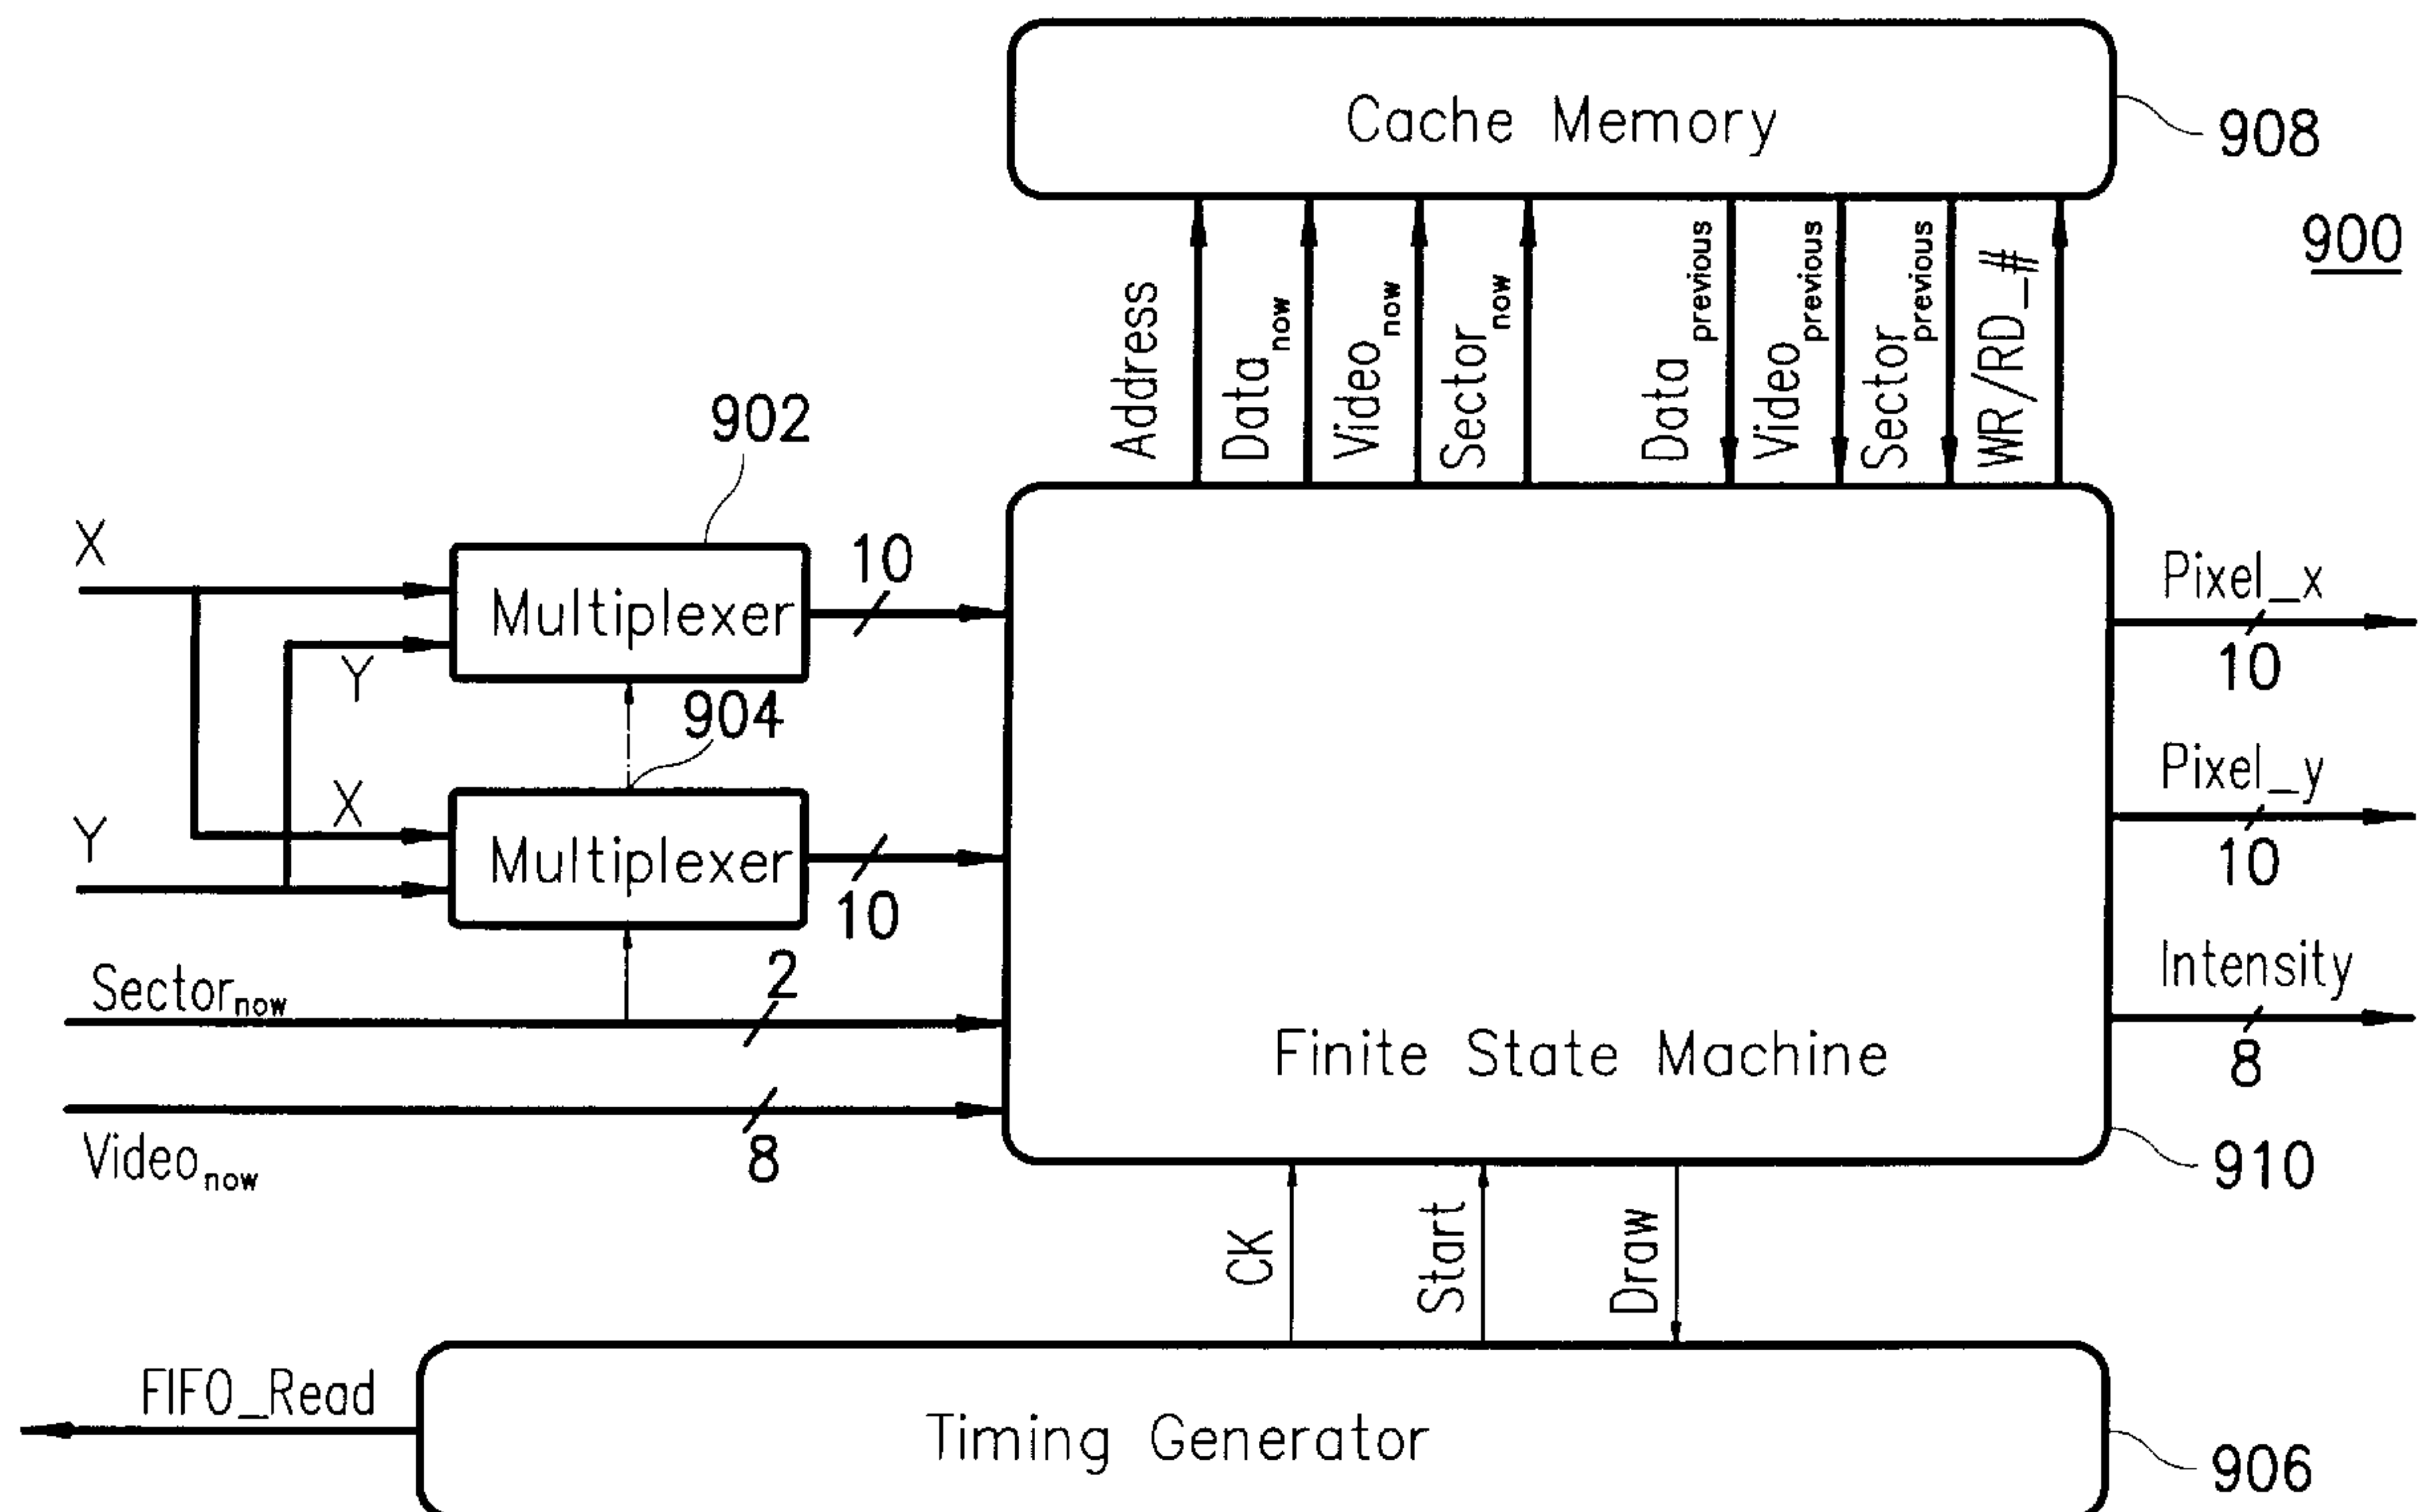 Cache Memory
908
900
Address
Data now
Video now
Sector now
Data previous
Video previous
Sector previous
WR/RD_#
902
X
Multiplexer
10
Y
904
X
Y
Multiplexer
10
Sector now
2
Video now
8
Finite State Machine
Pixel_x
10
Pixel_y
10
Intensity
8
910
CK
Start
Draw
FIFO_Read
Timing Generator
906